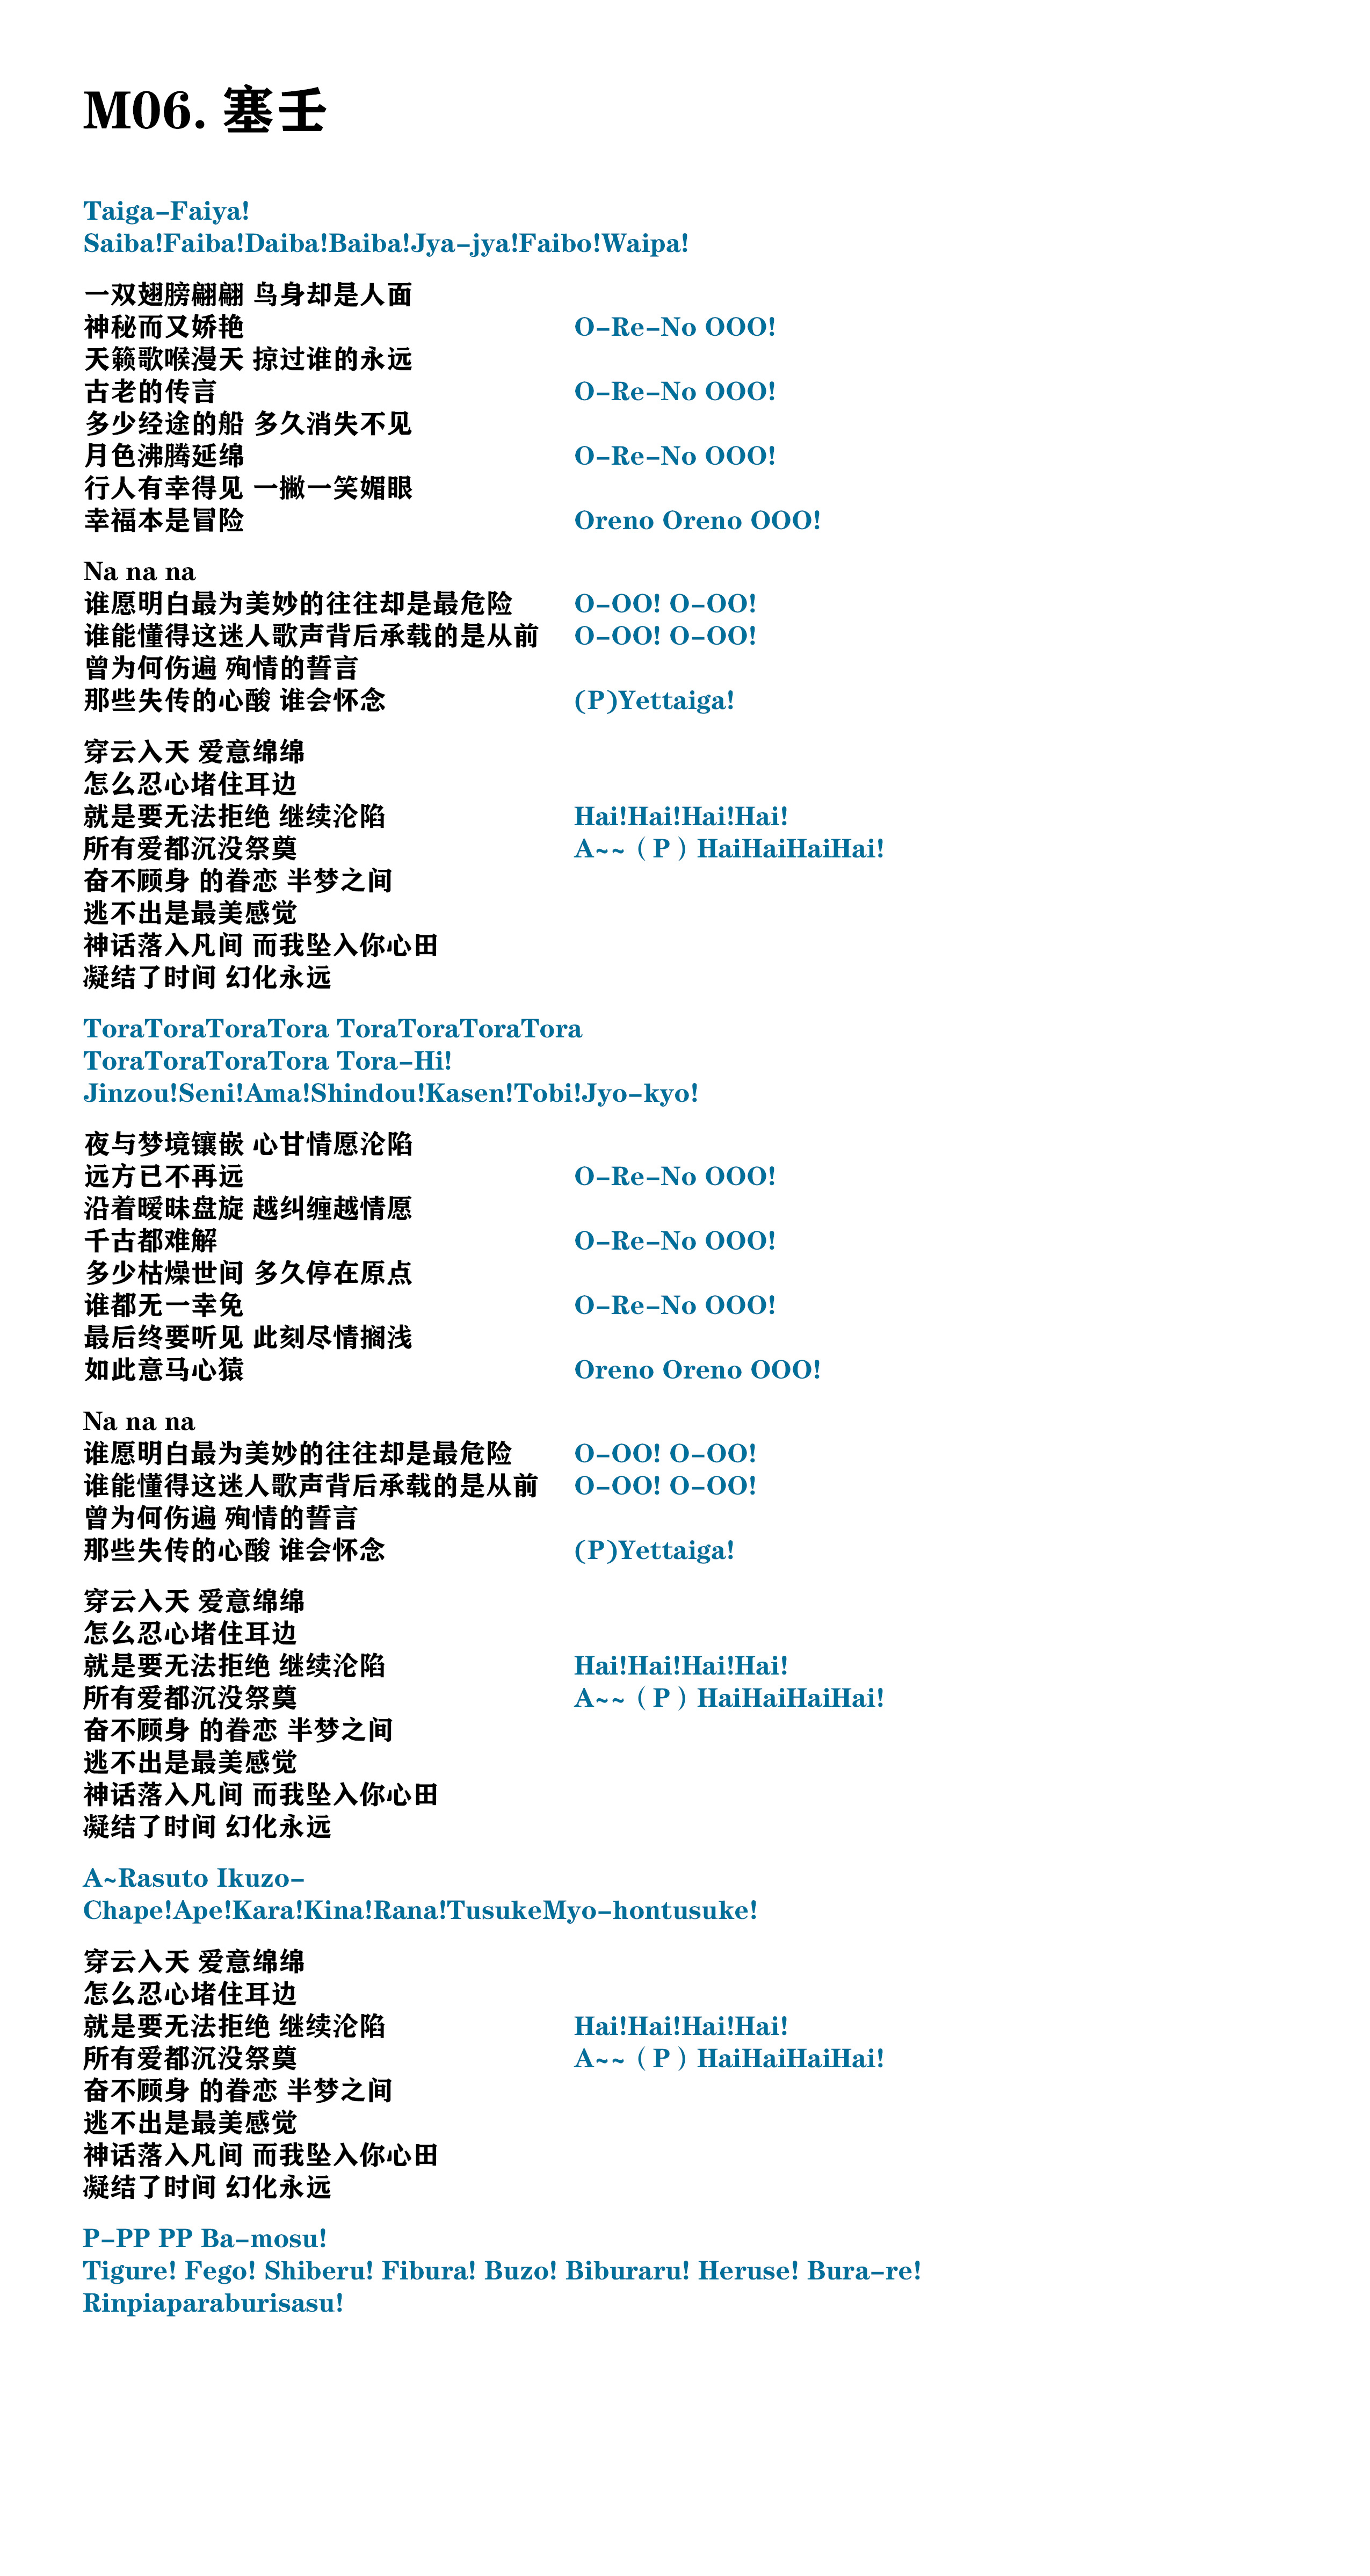 M06. 塞壬
Taiga-Faiya!
Saiba!Faiba!Daiba!Baiba!Jya-jya!Faibo!Waipa!
一双翅膀翩翩 鸟身却是人面
神秘而又娇艳 O-Re-No OOO!
天籁歌喉漫天 掠过谁的永远
古老的传言 O-Re-No OOO!
多少经途的船 多久消失不见
月色沸腾延绵 O-Re-No OOO!
行人有幸得见 一撇一笑媚眼
幸福本是冒险 Oreno Oreno OOO!
Na na na
谁愿明白最为美妙的往往却是最危险 O-OO! O-OO!
谁能懂得这迷人歌声背后承载的是从前 O-OO! O-OO!
曾为何伤遍 殉情的誓言
那些失传的心酸 谁会怀念 (P)Yettaiga!
穿云入天 爱意绵绵
怎么忍心堵住耳边
就是要无法拒绝 继续沦陷 Hai!Hai!Hai!Hai!
所有爱都沉没祭奠 A~~（P）HaiHaiHaiHai!
奋不顾身 的眷恋 半梦之间
逃不出是最美感觉
神话落入凡间 而我坠入你心田
凝结了时间 幻化永远
ToraToraToraTora ToraToraToraTora
ToraToraToraTora Tora-Hi!
Jinzou!Seni!Ama!Shindou!Kasen!Tobi!Jyo-kyo!
夜与梦境镶嵌 心甘情愿沦陷
远方已不再远 O-Re-No OOO!
沿着暧昧盘旋 越纠缠越情愿
千古都难解 O-Re-No OOO!
多少枯燥世间 多久停在原点
谁都无一幸免 O-Re-No OOO!
最后终要听见 此刻尽情搁浅
如此意马心猿 Oreno Oreno OOO!
Na na na
谁愿明白最为美妙的往往却是最危险 O-OO! O-OO!
谁能懂得这迷人歌声背后承载的是从前 O-OO! O-OO!
曾为何伤遍 殉情的誓言
那些失传的心酸 谁会怀念 (P)Yettaiga!
穿云入天 爱意绵绵
怎么忍心堵住耳边
就是要无法拒绝 继续沦陷 Hai!Hai!Hai!Hai!
所有爱都沉没祭奠 A~~（P）HaiHaiHaiHai!
奋不顾身 的眷恋 半梦之间
逃不出是最美感觉
神话落入凡间 而我坠入你心田
凝结了时间 幻化永远
A~Rasuto Ikuzo-
Chape!Ape!Kara!Kina!Rana!TusukeMyo-hontusuke!
穿云入天 爱意绵绵
怎么忍心堵住耳边
就是要无法拒绝 继续沦陷 Hai!Hai!Hai!Hai!
所有爱都沉没祭奠 A~~（P）HaiHaiHaiHai!
奋不顾身 的眷恋 半梦之间
逃不出是最美感觉
神话落入凡间 而我坠入你心田
凝结了时间 幻化永远
P-PP PP Ba-mosu!
Tigure! Fego! Shiberu! Fibura! Buzo! Biburaru! Heruse! Bura-re!
Rinpiaparaburisasu!